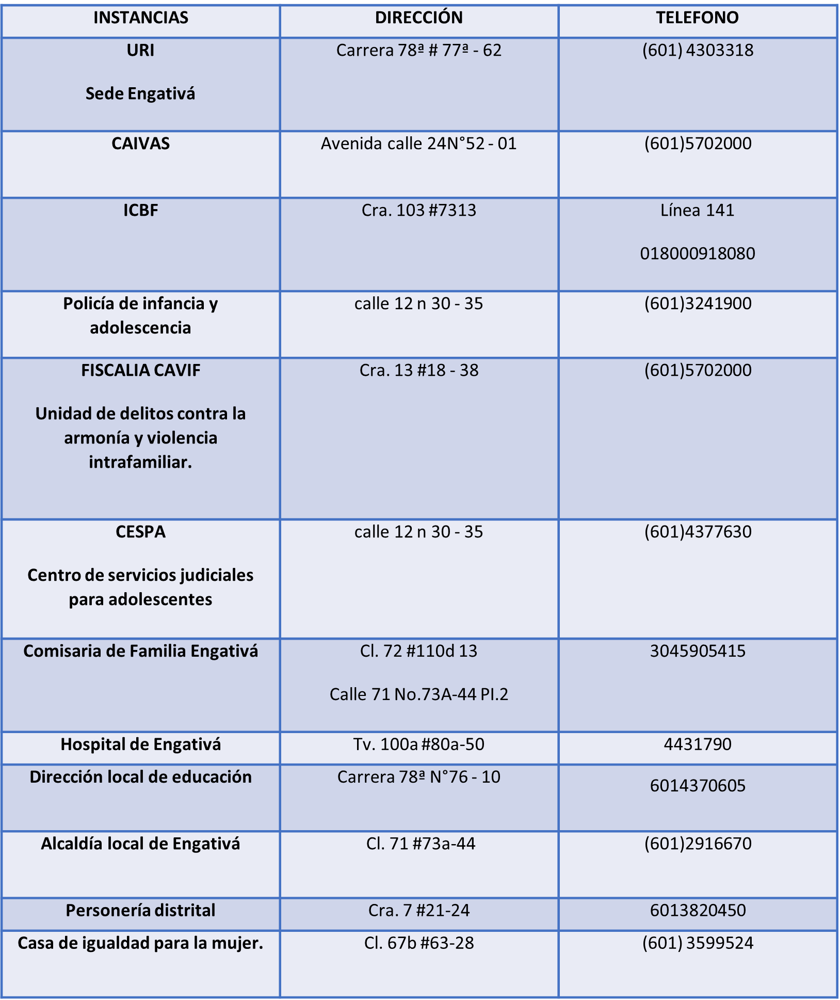 INSTANCIAS DIRECCIÓN TELEFONO
URI Carrera 78ª # 77ª - 62 (601) 4303318
Sede Engativá
CAIVAS Avenida calle 24N°52 - 01 (601)5702000
ICBF Cra. 103 #7313 Línea 141
018000918080
Policía de infancia y calle 12 n 30 - 35 (601)3241900
adolescencia
FISCALIA CAVIF Cra. 13 #18 - 38 (601)5702000
Unidad de delitos contra la
armonía y violencia
intrafamiliar.
CESPA calle 12 n 30 - 35 (601)4377630
Centro de servicios judiciales
para adolescentes
Comisaria de Familia Engativá Cl. 72 #110d 13 3045905415
Calle 71 No.73A-44 PI.2
Hospital de Engativá Tv. 100a #80a-50 4431790
Dirección local de educación Carrera 78ª N°76 - 10 6014370605
Alcaldía local de Engativá Cl. 71 #73a-44 (601)2916670
Personería distrital Cra. 7 #21-24 6013820450
Casa de igualdad para la mujer. Cl. 67b #63-28 (601) 3599524